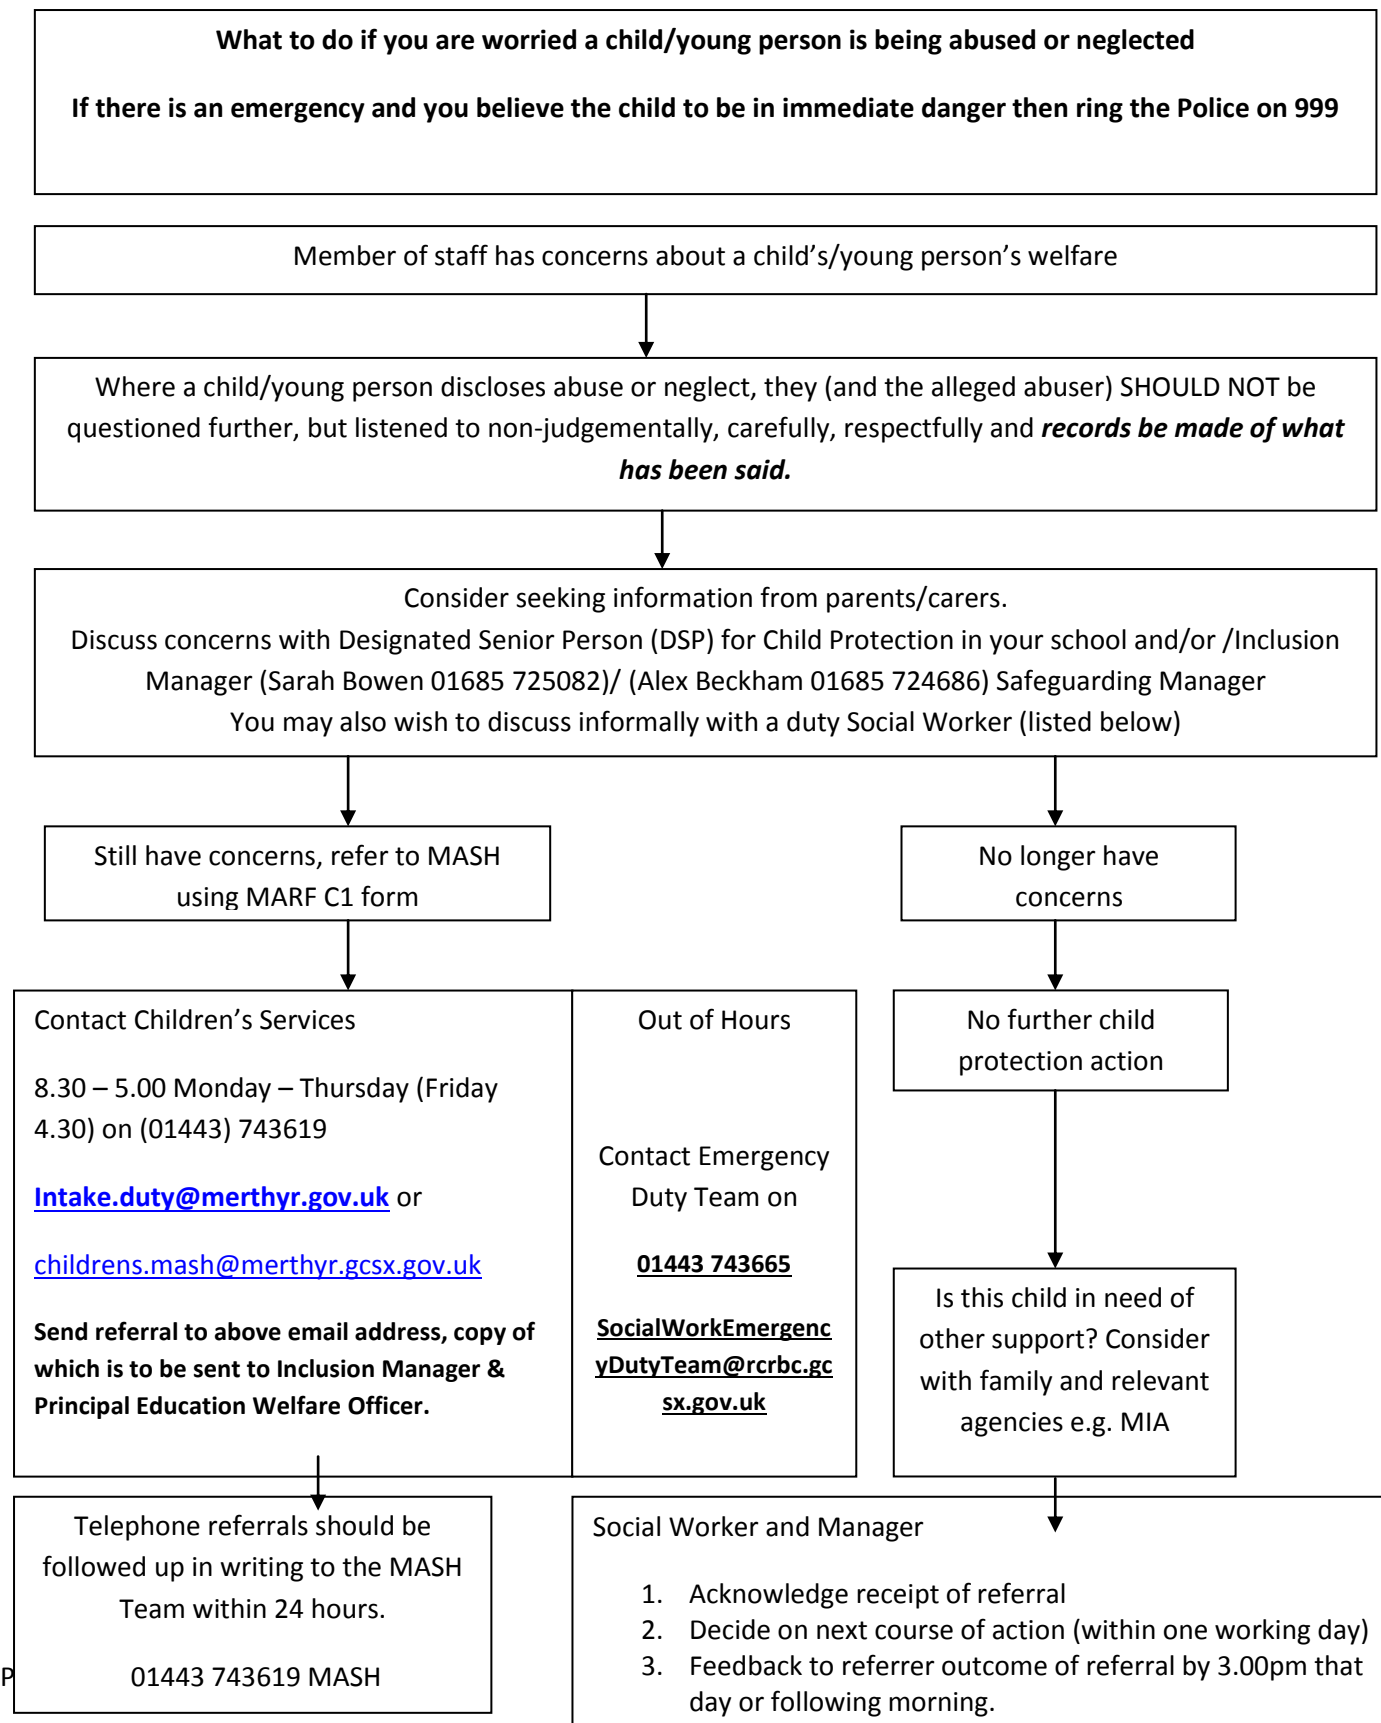 What to do if you are worried a child/young person is being abused or neglected
If there is an emergency and you believe the child to be in immediate danger then ring the Police on 999
Member of staff has concerns about a child's/young person's welfare
Where a child/young person discloses abuse or neglect, they (and the alleged abuser) SHOULD NOT be
questioned further, but listened to non-judgementally, carefully, respectfully and records be made of what
has been said.
Consider seeking information from parents/carers.
Discuss concerns with Designated Senior Person (DSP) for Child Protection in your school and/or /Inclusion
Manager (Sarah Bowen 01685 725082)/ (Alex Beckham 01685 724686) Safeguarding Manager
You may also wish to discuss informally with a duty Social Worker (listed below)
Still have concerns, refer to MASH
using MARF C1 form
No longer have
concerns
Contact Children's Services
8.30 – 5.00 Monday – Thursday (Friday
4.30) on (01443) 743619
Intake.duty@merthyr.gov.uk or
childrens.mash@merthyr.gcsx.gov.uk
Send referral to above email address, copy of
which is to be sent to Inclusion Manager &
Principal Education Welfare Officer.
Out of Hours
Contact Emergency
Duty Team on
01443 743665
SocialWorkEmergenc
yDutyTeam@rcrbc.gc
sx.gov.uk
No further child
protection action
Is this child in need of
other support? Consider
with family and relevant
agencies e.g. MIA
Telephone referrals should be
followed up in writing to the MASH
Team within 24 hours.
01443 743619 MASH
P
Social Worker and Manager
1. Acknowledge receipt of referral
2. Decide on next course of action (within one working day)
3. Feedback to referrer outcome of referral by 3.00pm that
day or following morning.